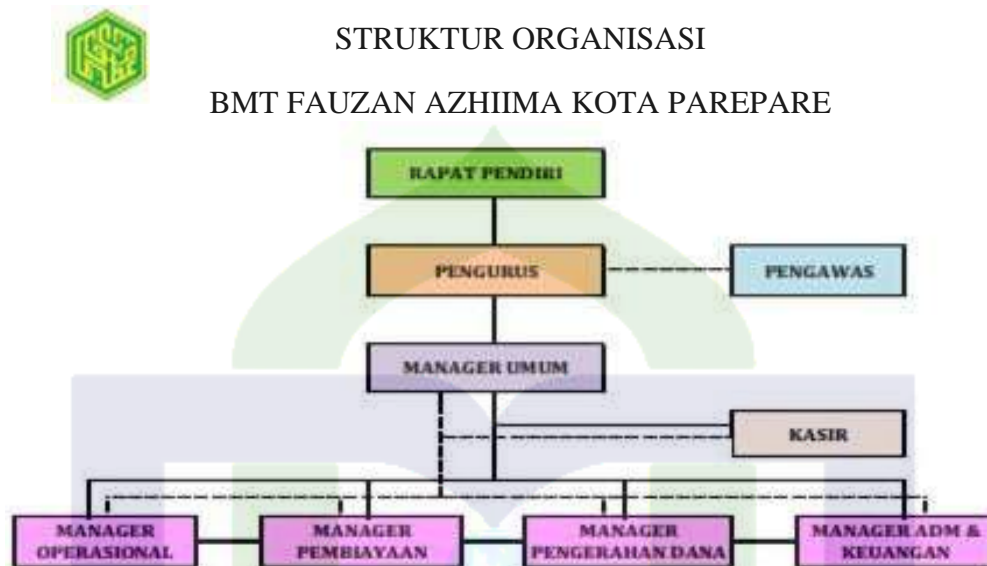 STRUKTUR ORGANISASI
BMT FAUZAN AZHIIMA KOTA PAREPARE
RAPAT PENDIRI
PENGURUS
PENGAWAS
MANAGER UMUM
KASIR
MANAGER
OPERASIONAL
MANAGER
PEMBIAYAAN
MANAGER
PENGERAHAN DANA
MANAGER ADM &
KEUANGAN